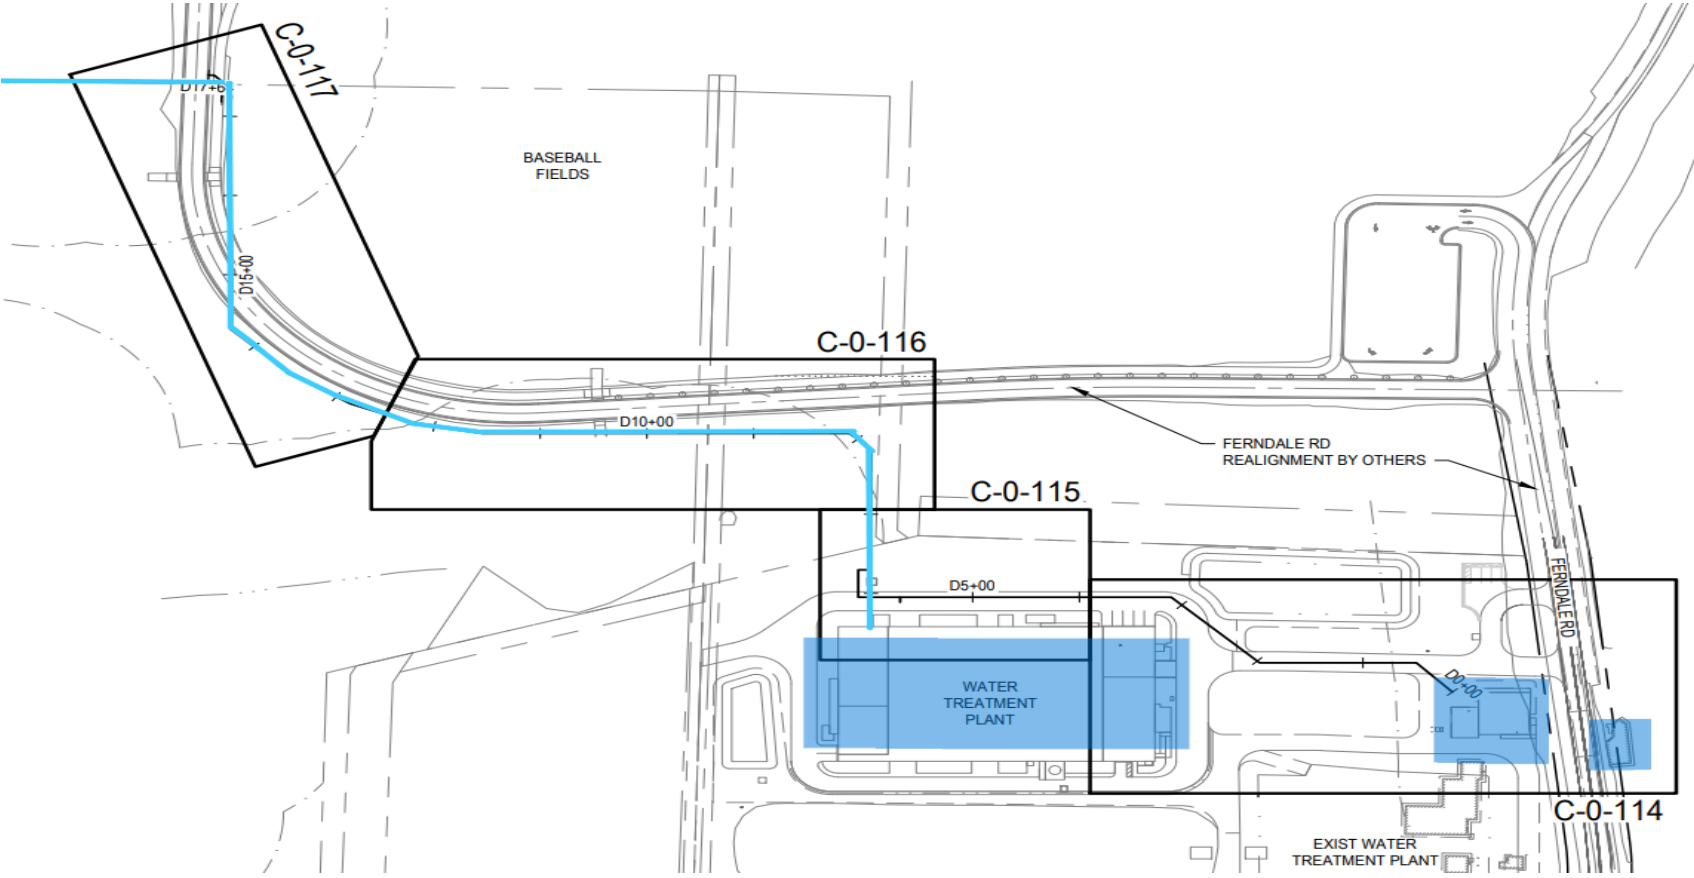 C-0-117
D17+6
BASEBALL
FIELDS
D15+00
C-0-116
D10+00
FERNDALE RD
REALIGNMENT BY OTHERS
C-0-115
D5+00
FERNDALE RD
D0+00
WATER
TREATMENT
PLANT
C-0-114
EXIST WATER
TREATMENT PLANT